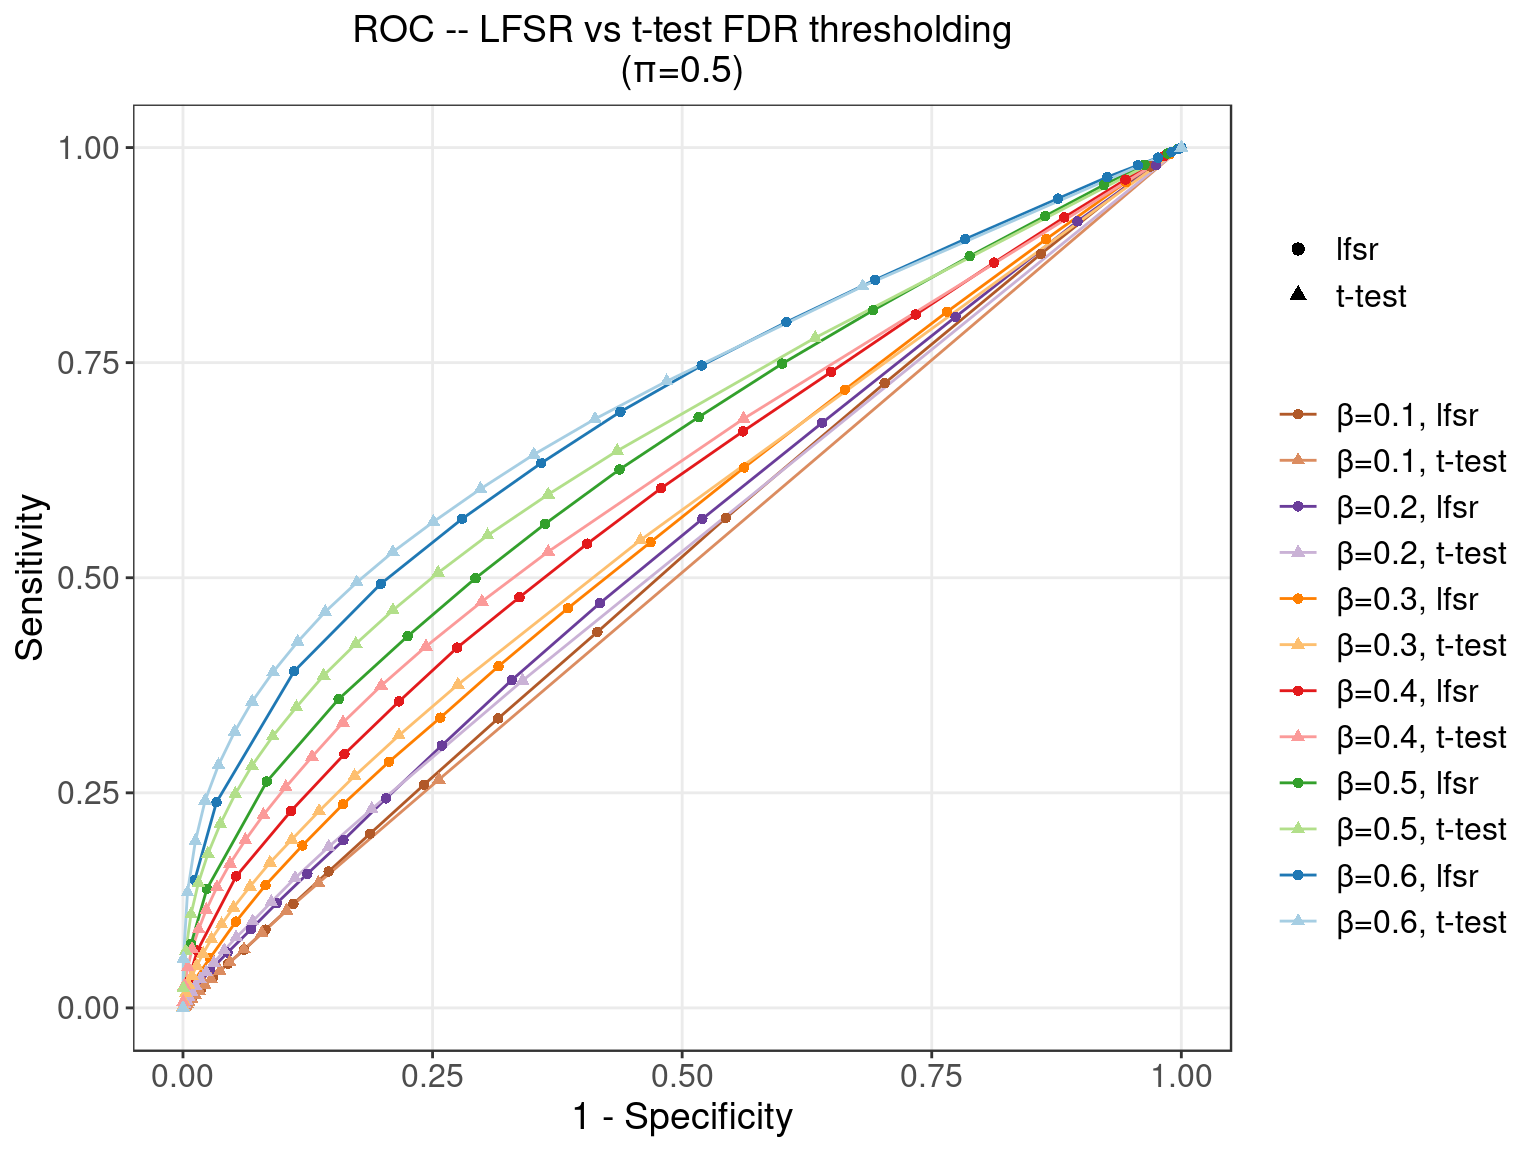 ROC -- LFSR vs t-test FDR thresholding
(π=0.5)
Sensitivity
1.00
0.75
0.50
0.25
0.00
0.00 0.25 0.50 0.75 1.00
1 - Specificity
lfsr
t-test
β=0.1, lfsr
β=0.1, t-test
β=0.2, lfsr
β=0.2, t-test
β=0.3, lfsr
β=0.3, t-test
β=0.4, lfsr
β=0.4, t-test
β=0.5, lfsr
β=0.5, t-test
β=0.6, lfsr
β=0.6, t-test